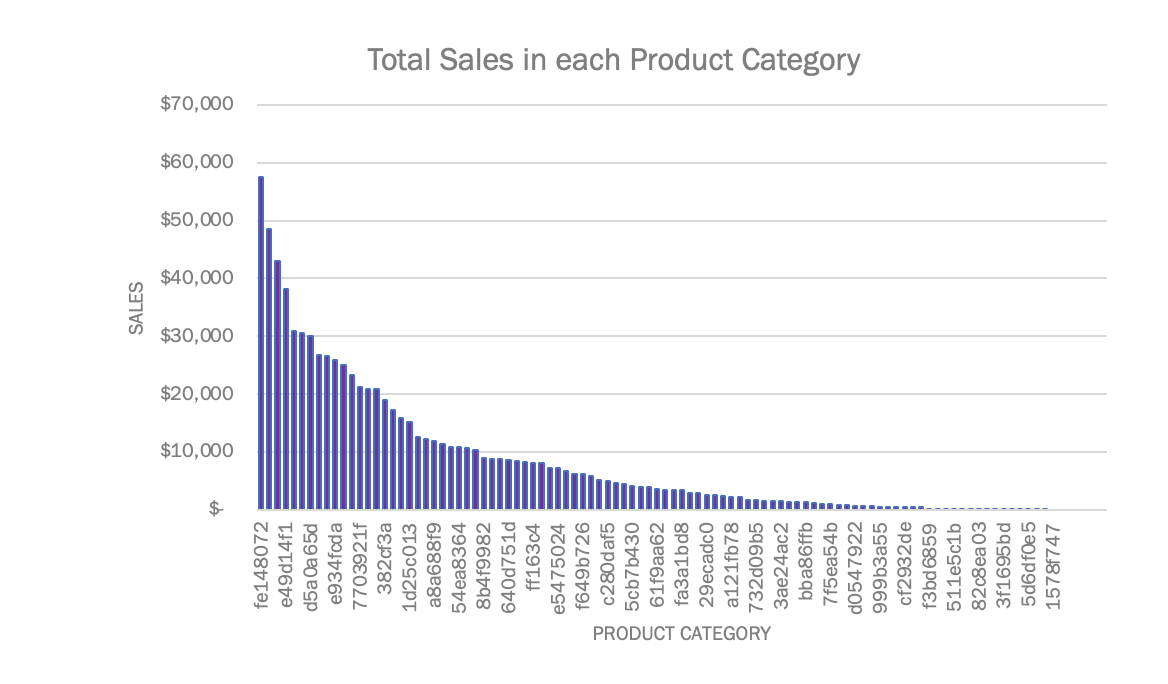 Total Sales in each Product Category
$70,000
$60,000
$50,000
$40,000
$30,000
$20,000
$10,000
$-
SALES
fe148072
e49d14f1
d5a0a65d
e934fcda
7703921f
382cf3a
1d25c013
a8a688f9
54ea8364
8b4f9982
640d751d
ff163c4
e5475024
f649b726
c280daf5
5cb7b430
61f9aa62
fa3a1bd8
29ecadc0
a121fb78
732d09b5
3ae24ac2
bba86ffb
7f5ea54b
d0547922
999b3a55
cf2932de
f3bd6859
511e5c1b
82c8ea03
3f1695bd
5d6df0e5
1578f747
PRODUCT CATEGORY